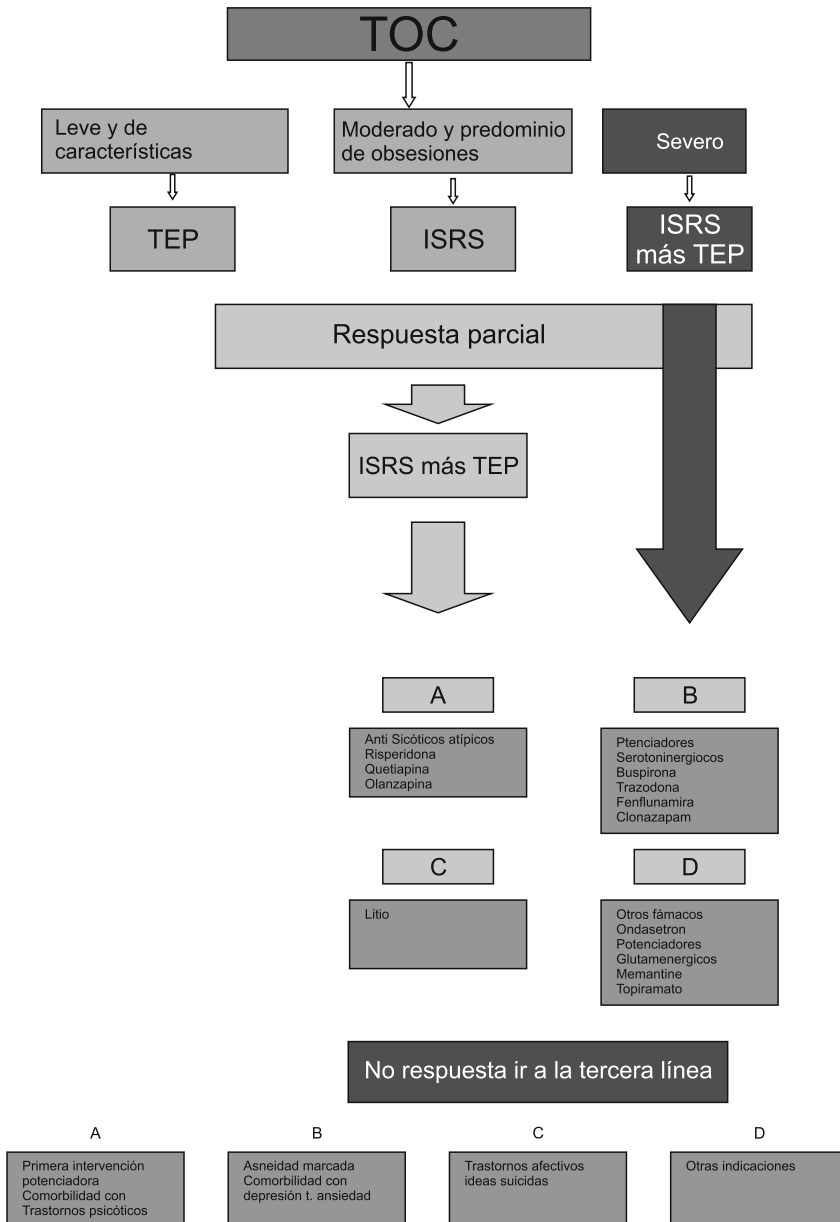 TOC
Leve y de
características
Moderado y predominio
de obsesiones
Severo
TEP
ISRS
ISRS
más TEP
Respuesta parcial
ISRS más TEP
A
B
Anti Sicóticos atípicos
Risperidona
Quetiapina
Olanzapina
Ptenciadores
Serotoninergiocos
Buspirona
Trazodona
Fenflunamira
Clonazapam
C
D
Litio
Otros fámacos
Ondasetron
Potenciadores
Glutamenergicos
Memantine
Topiramato
No respuesta ir a la tercera línea
A
B
C
D
Primera intervención
potenciadora
Comorbilidad con
Trastornos psicóticos
Asneidad marcada
Comorbilidad con
depresión t. ansiedad
Trastornos afectivos
ideas suicidas
Otras indicaciones